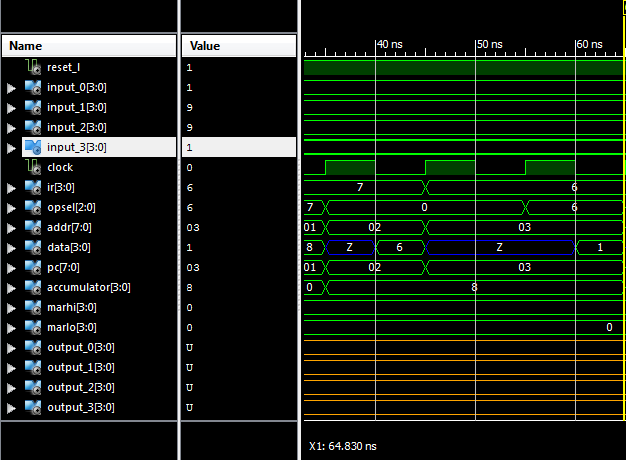 Name Value
40 ns 50 ns 60 ns
reset_l 1
input_0[3:0] 1
input_1[3:0] 9
input_2[3:0] 9
input_3[3:0] 1
clock 0
ir[3:0] 6 7 6
opsel[2:0] 6 7 0 6
addr[7:0] 03 01 02 03
data[3:0] 1 8 Z 6 Z 1
pc[7:0] 03 01 02 03
accumulator[3:0] 8 0 8
marhi[3:0] 0
marlo[3:0] 0 0
output_0[3:0] U
output_1[3:0] U
output_2[3:0] U
output_3[3:0] U
X1: 64.830 ns